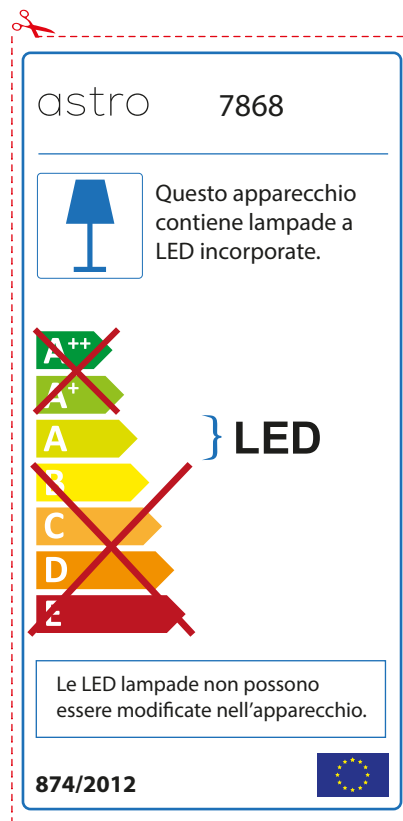 astro 7868
Questo apparecchio
contiene lampade a
LED incorporate.
A++
A+
A
LED
B
C
D
E
Le LED lampade non possono
essere modificate nell'apparecchio.
874/2012